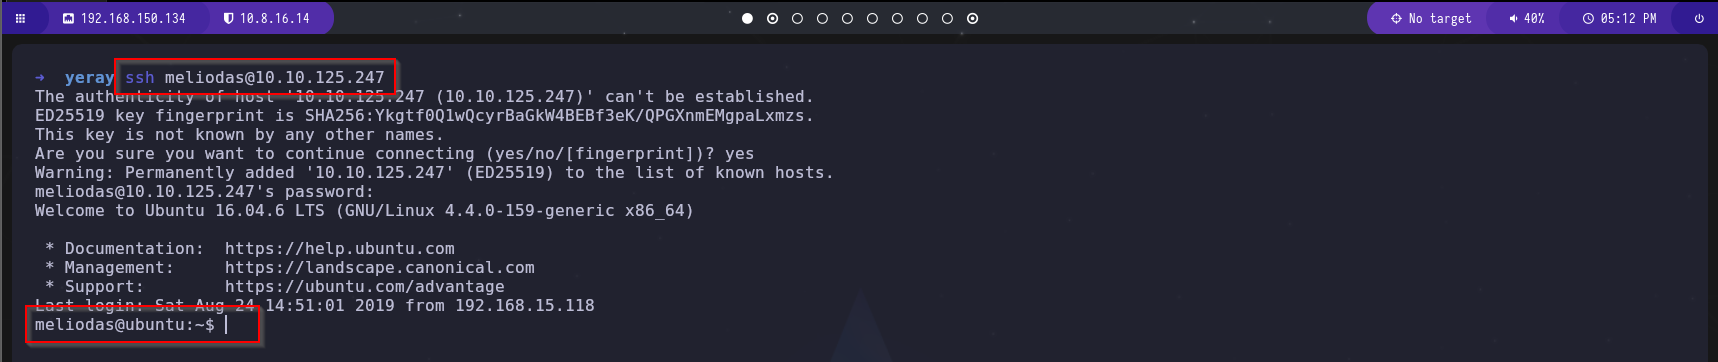 192.168.150.134 10.8.16.14 No target 40% 05:12 PM
→ yeray ssh meliodas@10.10.125.247
The authenticity of host '10.10.125.247 (10.10.125.247)' can't be established.
ED25519 key fingerprint is SHA256:Ykgtf0Q1wQcyrBaGkW4BEBf3eK/QPGXnmEMgpaLxmzs.
This key is not known by any other names.
Are you sure you want to continue connecting (yes/no/[fingerprint])? yes
Warning: Permanently added '10.10.125.247' (ED25519) to the list of known hosts.
meliodas@10.10.125.247's password:
Welcome to Ubuntu 16.04.6 LTS (GNU/Linux 4.4.0-159-generic x86_64)
* Documentation: https://help.ubuntu.com
* Management: https://landscape.canonical.com
* Support: https://ubuntu.com/advantage
Last login: Sat Aug 24 14:51:01 2019 from 192.168.15.118
meliodas@ubuntu:~$